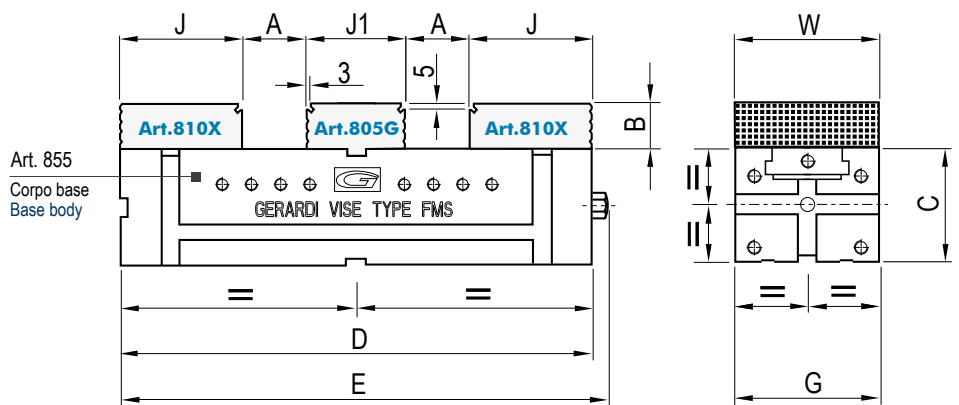 J A J1 A J
3 5
Art.810X Art.805G Art.810X
B
Art. 855
Corpo base
Base body
G
GERARDI VISE TYPE FMS
= =
D
E
W
=
=
C
= =
G